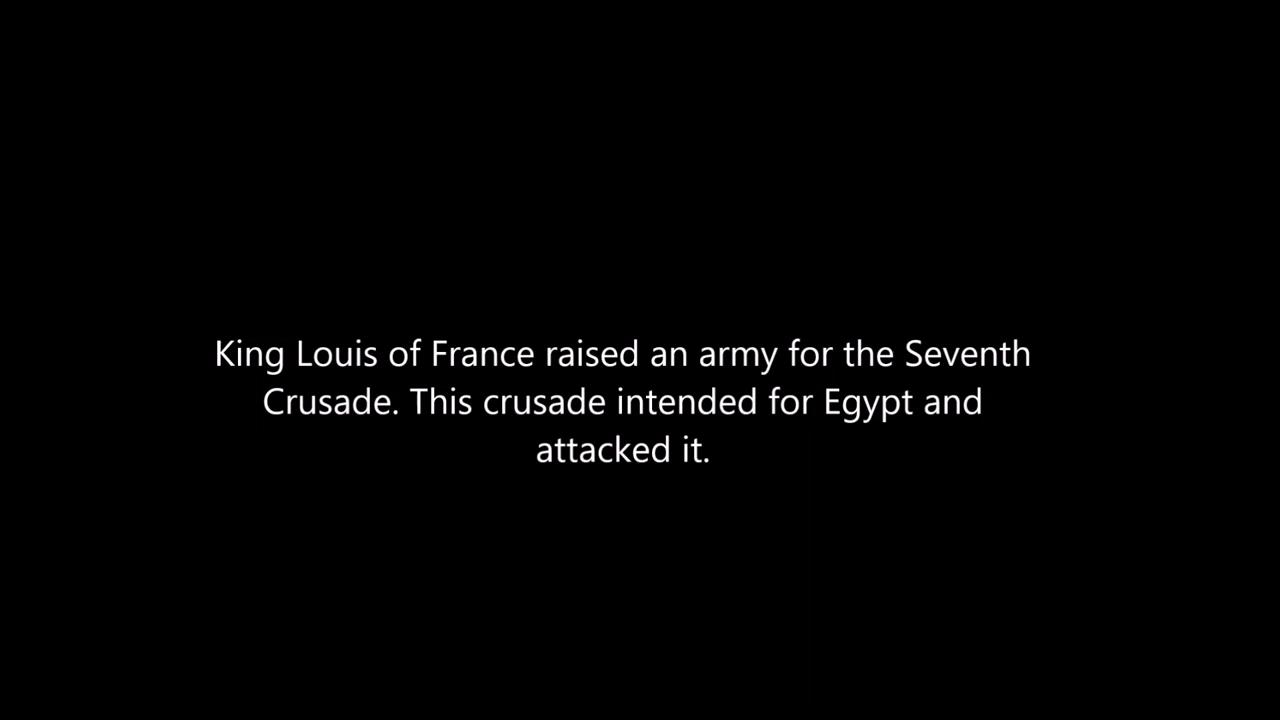 King Louis of France raised an army for the Seventh
Crusade. This crusade intended for Egypt and
attacked it.